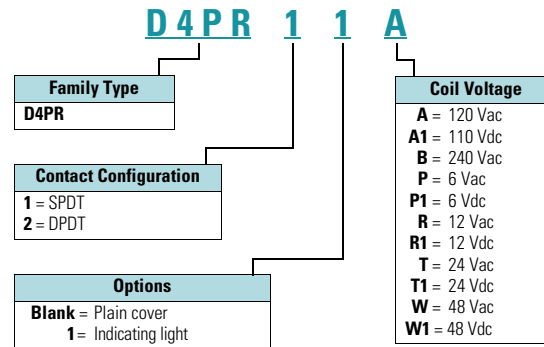 D4PR 1 1 A
Family Type
D4PR
Contact Configuration
1 = SPDT
2 = DPDT
Options
Blank = Plain cover
1 = Indicating light
Coil Voltage
A = 120 Vac
A1 = 110 Vdc
B = 240 Vac
P = 6 Vac
P1 = 6 Vdc
R = 12 Vac
R1 = 12 Vdc
T = 24 Vac
T1 = 24 Vdc
W = 48 Vac
W1 = 48 Vdc